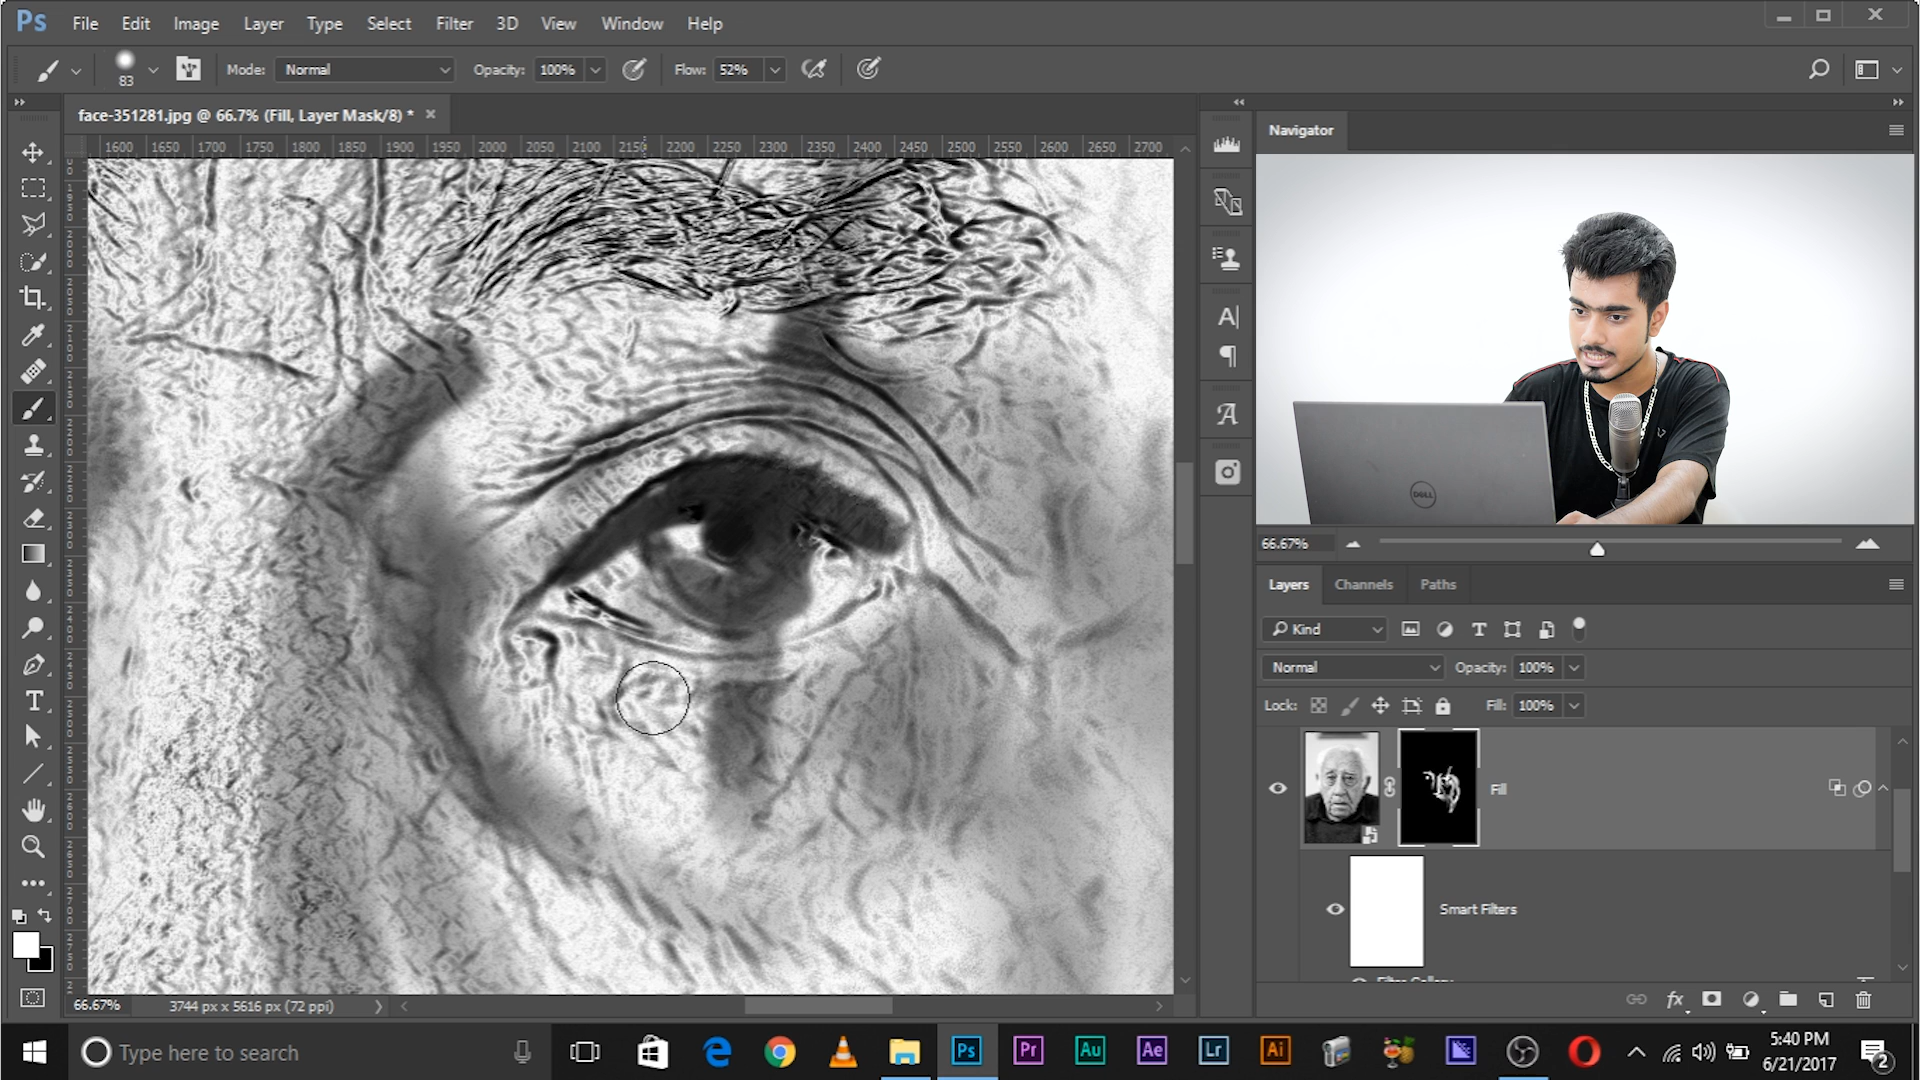 Ps File Edit Image Layer Type Select Filter 3D View Window Help
83 Mode: Normal Opacity: 100% Flow: 52%
face-351281.jpg @ 66.7% (Fill, Layer Mask/8) *
Navigator
1600 1650 1700 1750 1800 1850 1900 1950 2000 2050 2100 2150 2200 2250 2300 2350 2400 2450 2500 2550 2600 2650 2700
DELL
66.67%
Layers Channels Paths
Kind
Normal Opacity: 100%
Lock: Fill: 100%
Fill
Smart Filters
66.67% 3744 px x 5616 px (72 ppi)
Type here to search
Ps Pr Au Ae Lr Ai
5:40 PM
6/21/2017
2